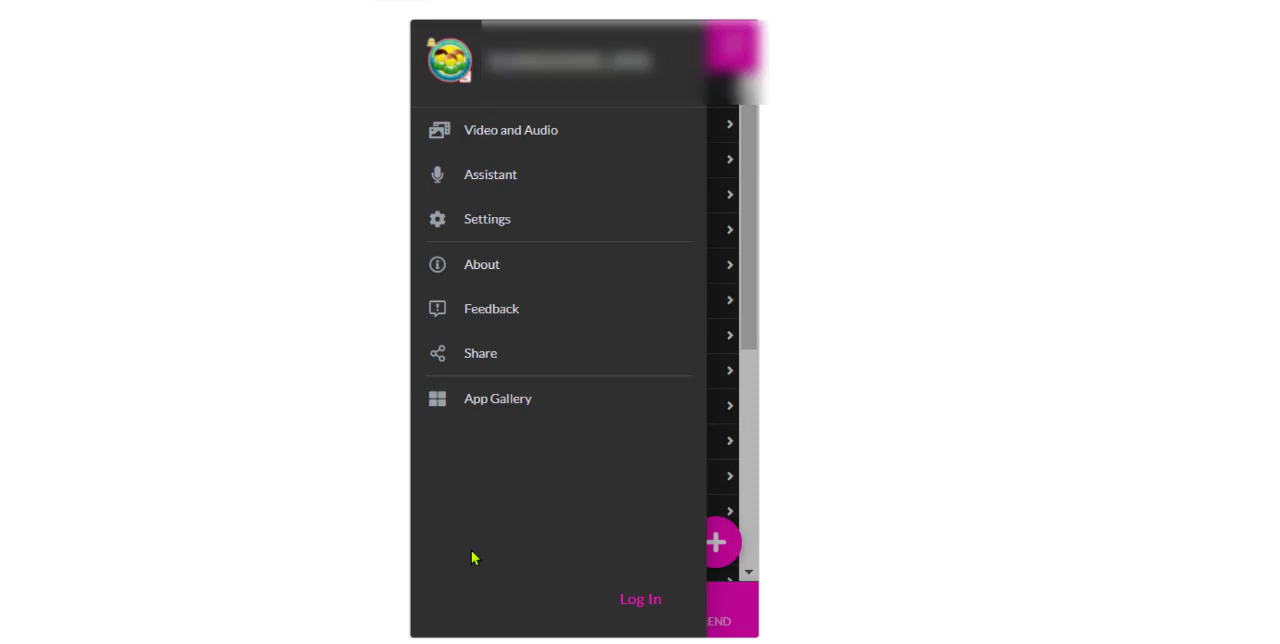 Video and Audio
Assistant
Settings
About
Feedback
Share
App Gallery
Log In
END